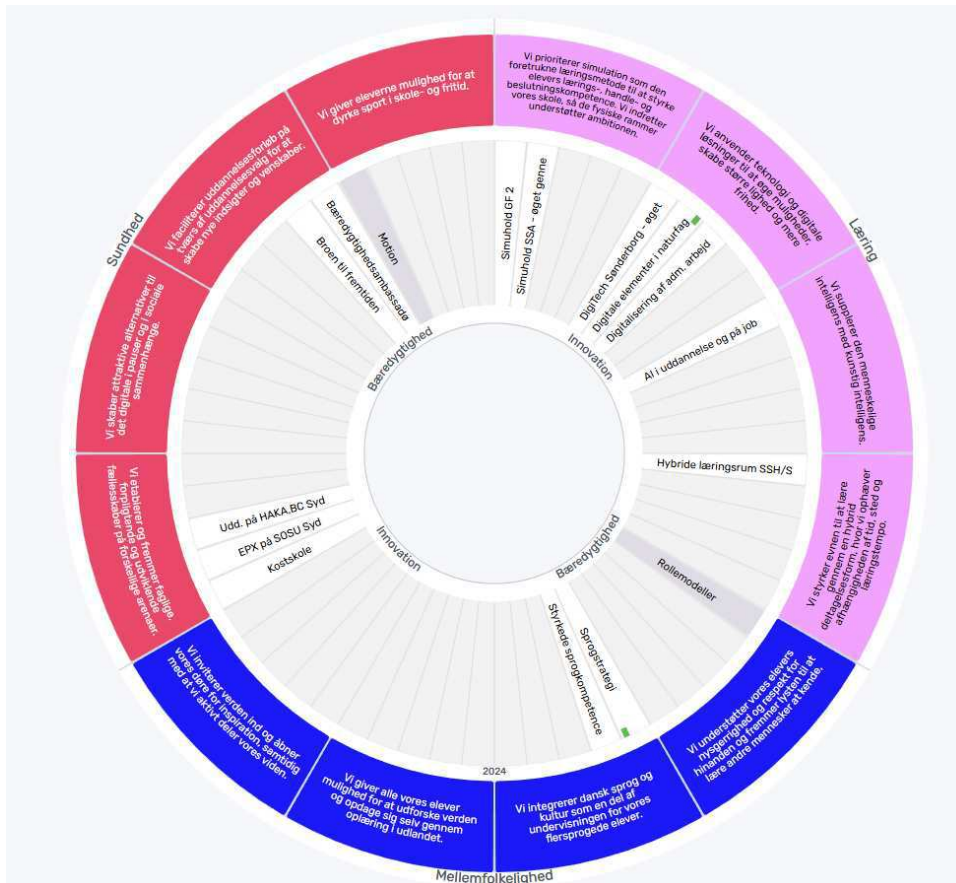 Vi prioriterer simulation som den
foretrukne læringsmetode til at styrke
elevers lærings-, handle- og
beslutningskompetence. Vi indretter
vores skole, så de fysiske rammer
understøtter ambitionen.
Vi anvender teknologi og digitale
løsninger til at øge muligheder,
skabe større lighed og mere
frihed.
Læring
Vi supplerer den menneskelige
intelligens med kunstig intelligens.
Vi styrker evnen til at lære
gennem en hybrid
deltagelsesform, hvor vi ophæver
afhængigheden af tid, sted og
læringstempo.
Vi understøtter vores elevers
nysgerrighed og respekt for
hinanden og fremmer lysten til at
lære andre mennesker at kende.
Vi integrerer dansk sprog og
kultur som en del af
undervisningen for vores
flersprogede elever.
Mellemfolkelighed
Vi giver alle vores elever
mulighed for at udforske verden
og opdage sig selv gennem
oplæring i udlandet.
Vi inviterer verden ind og åbner
vores døre for inspiration, samtidig
med at vi aktivt deler vores viden.
Vi etablerer og fremmer faglige,
forpligtende og udviklende
fællesskaber på forskellige arenaer.
Vi skaber attraktive alternativer til
det digitale i pauser og i sociale
sammenhænge.
Sundhed
Vi faciliterer uddannelsesforløb på
tværs af uddannelsesvalg for at
skabe nye indsigter og venskaber.
Vi giver eleverne mulighed for at
dyrke sport i skole- og fritid.
Simuhold GF 2
Simuhold SSA - øget genne
DigiTech Sønderborg - øget
Digitale elementer i naturfag
Digitalisering af adm. arbejd
AI i uddannelse og på job
Hybride læringsrum SSH/S
Rollemodeller
Sprogstrategi
Styrkede sprogkompetence
2024
Kostskole
EPX på SOSU Syd
Udd. på HAKA.BC Syd
Broen til fremtiden
Bæredygtighedsambassadø
Motion
Innovation
Bæredygtighed
Innovation
Bæredygtighed